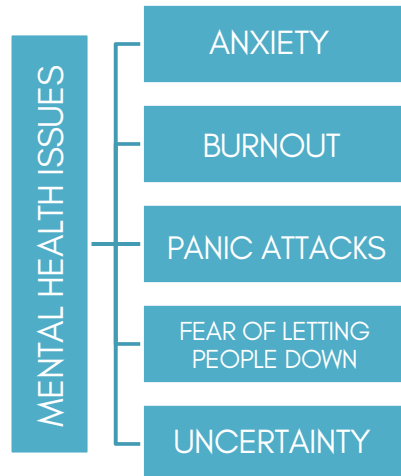 MENTAL HEALTH ISSUES
ANXIETY
BURNOUT
PANIC ATTACKS
FEAR OF LETTING
PEOPLE DOWN
UNCERTAINTY